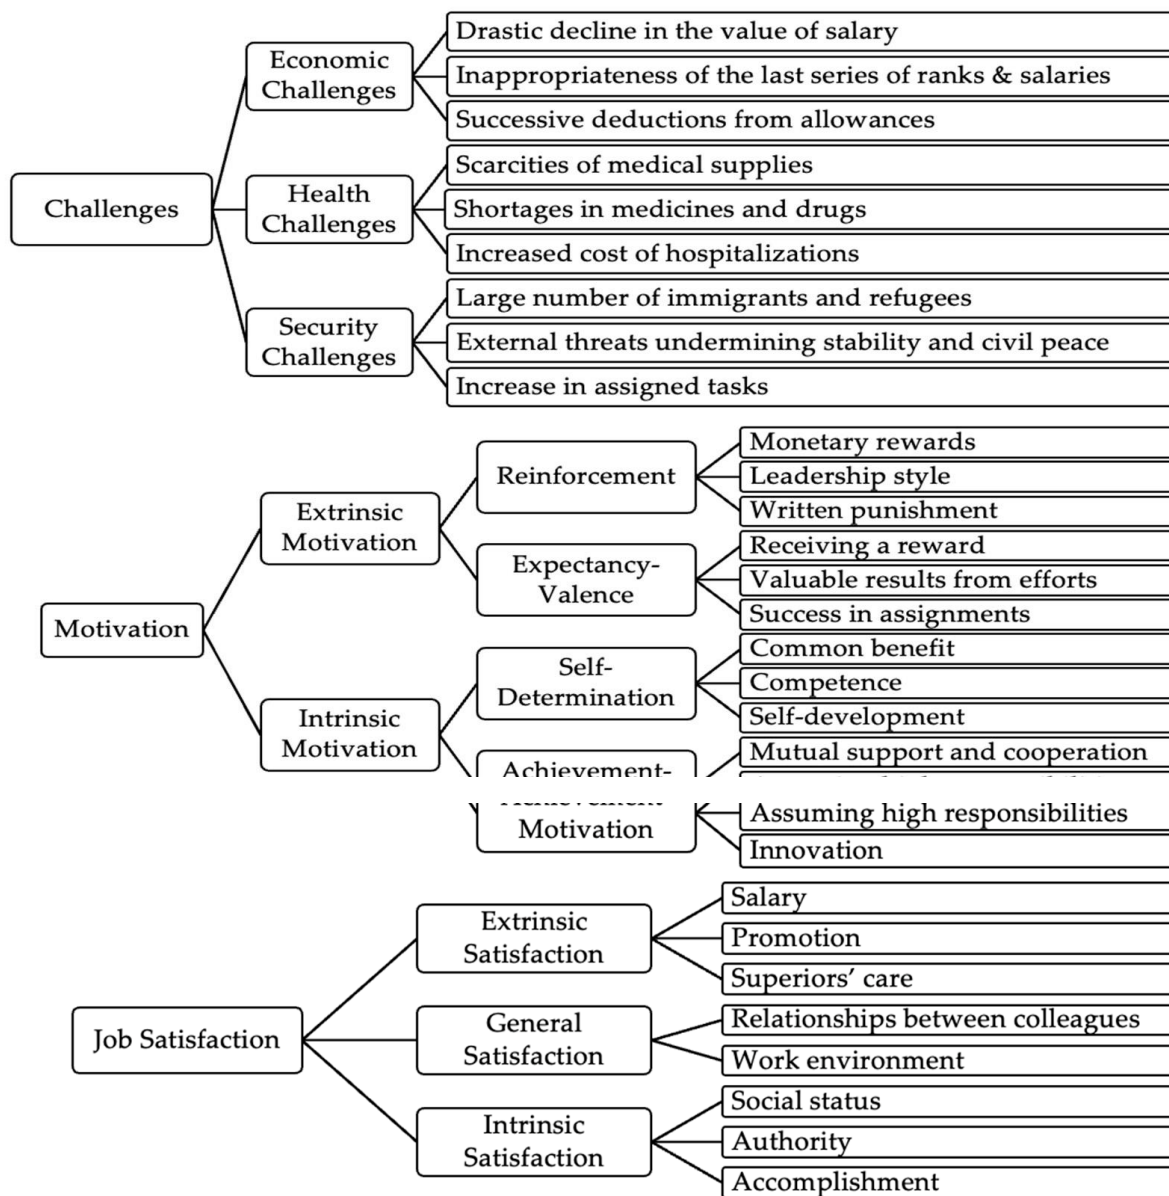 Drastic decline in the value of salary
Economic
Challenges
Inappropriateness of the last series of ranks & salaries
Successive deductions from allowances
Challenges
Scarcities of medical supplies
Health
Challenges
Shortages in medicines and drugs
Increased cost of hospitalizations
Large number of immigrants and refugees
Security
Challenges
External threats undermining stability and civil peace
Increase in assigned tasks
Motivation
Extrinsic
Motivation
Reinforcement
Monetary rewards
Leadership style
Written punishment
Expectancy-
Valence
Receiving a reward
Valuable results from efforts
Success in assignments
Intrinsic
Motivation
Self-
Determination
Common benefit
Competence
Self-development
Achievement-
Motivation
Mutual support and cooperation
Assuming high responsibilities
Innovation
Job Satisfaction
Extrinsic
Satisfaction
Salary
Promotion
Superiors’ care
General
Satisfaction
Relationships between colleagues
Work environment
Intrinsic
Satisfaction
Social status
Authority
Accomplishment